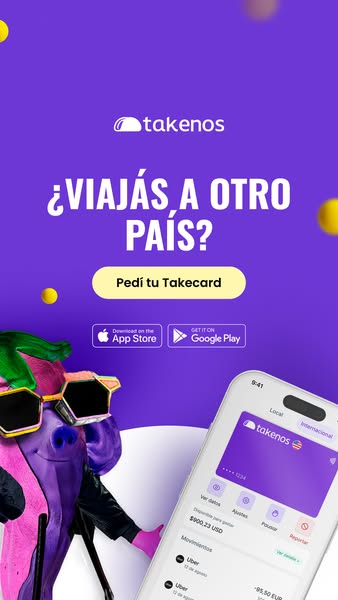 takenos
¿VIAJÁS A OTRO
PAÍS?
Pedí tu Takecard
Download on the
App Store
GET IT ON
Google Play
9:41
Local
Internacional
takenos
•••• 1234
Ver datos
Ajustes
Pausar
Reportar
Disponible para gastar
$900.23 USD
Movimientos
Ver detalle >
Uber
12 de agosto
-95,50 EUR
Uber
12 de agosto